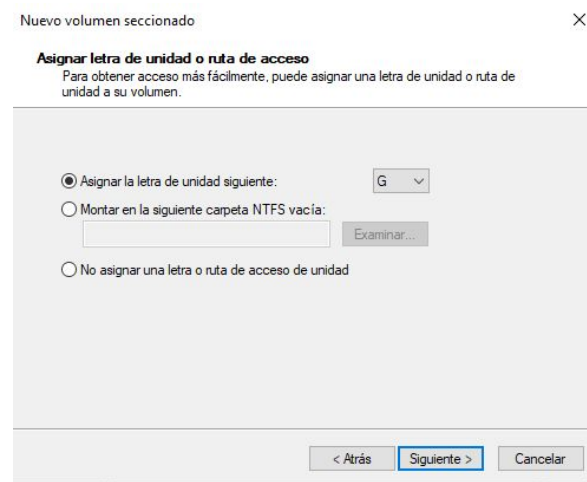 Nuevo volumen seccionado
Asignar letra de unidad o ruta de acceso
Para obtener acceso más fácilmente, puede asignar una letra de unidad o ruta de
unidad a su volumen.
Asignar la letra de unidad siguiente: G
Montar en la siguiente carpeta NTFS vacía:
Examinar...
No asignar una letra o ruta de acceso de unidad
< Atrás Siguiente > Cancelar